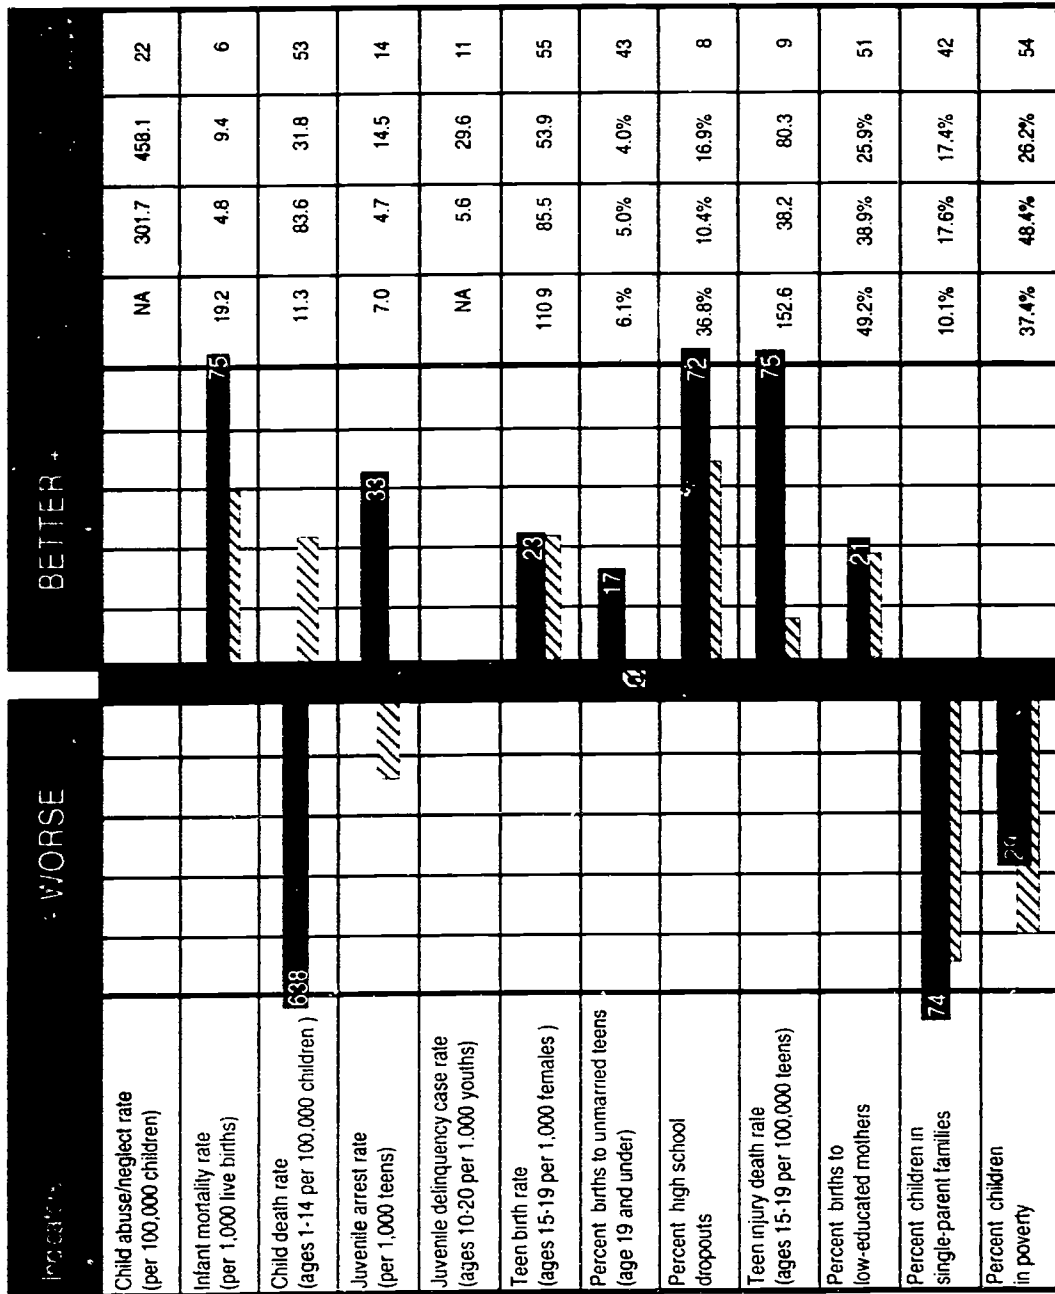 - WORSE
BETTER +
Child abuse/neglect rate
(per 100,000 children)
NA
301.7
458.1
22
Infant mortality rate
(per 1,000 live births)
75
19.2
4.8
9.4
6
Child death rate
(ages 1-14 per 100,000 children )
638
11.3
83.6
31.8
53
Juvenile arrest rate
(per 1,000 teens)
33
7.0
4.7
14.5
14
Juvenile delinquency case rate
(ages 10-20 per 1.000 youths)
NA
5.6
29.6
11
Teen birth rate
(ages 15-19 per 1,000 females )
23
110 9
85.5
53.9
55
Percent births to unmarried teens
(age 19 and under)
17
6.1%
5.0%
4.0%
43
Percent high school
dropouts
72
36.8%
10.4%
16.9%
8
Teen injury death rate
(ages 15-19 per 100,000 teens)
75
152.6
38.2
80.3
9
Percent births to
low-educated mothers
21
49.2%
38.9%
25.9%
51
Percent children in
single-parent families
74
10.1%
17.6%
17.4%
42
Percent children
in poverty
37.4%
48.4%
26.2%
54